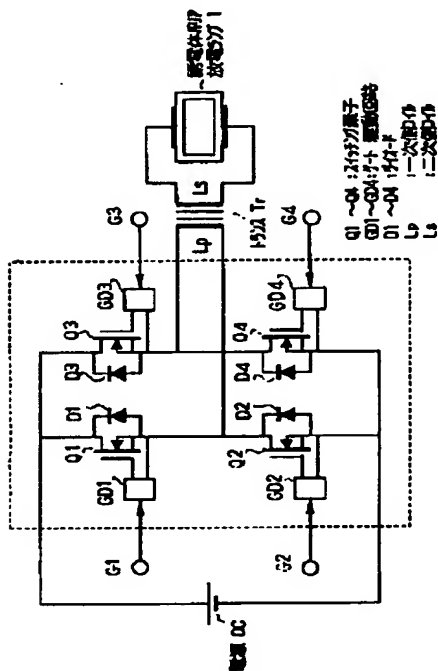 誘電体バリア
放電ランプ 1
Ls
Lp
トランス Tr
G3
GD3
Q3
D3
D1
Q1
GD1
G1
G4
GD4
Q4
D4
D2
Q2
GD2
G2
電源 DC
Q1 ~Q4 :スイッチング素子
GD1~GD4:ゲート 駆動回路
D1 ~D4 :ダイオード
Lp :一次側コイル
Ls :二次側コイル